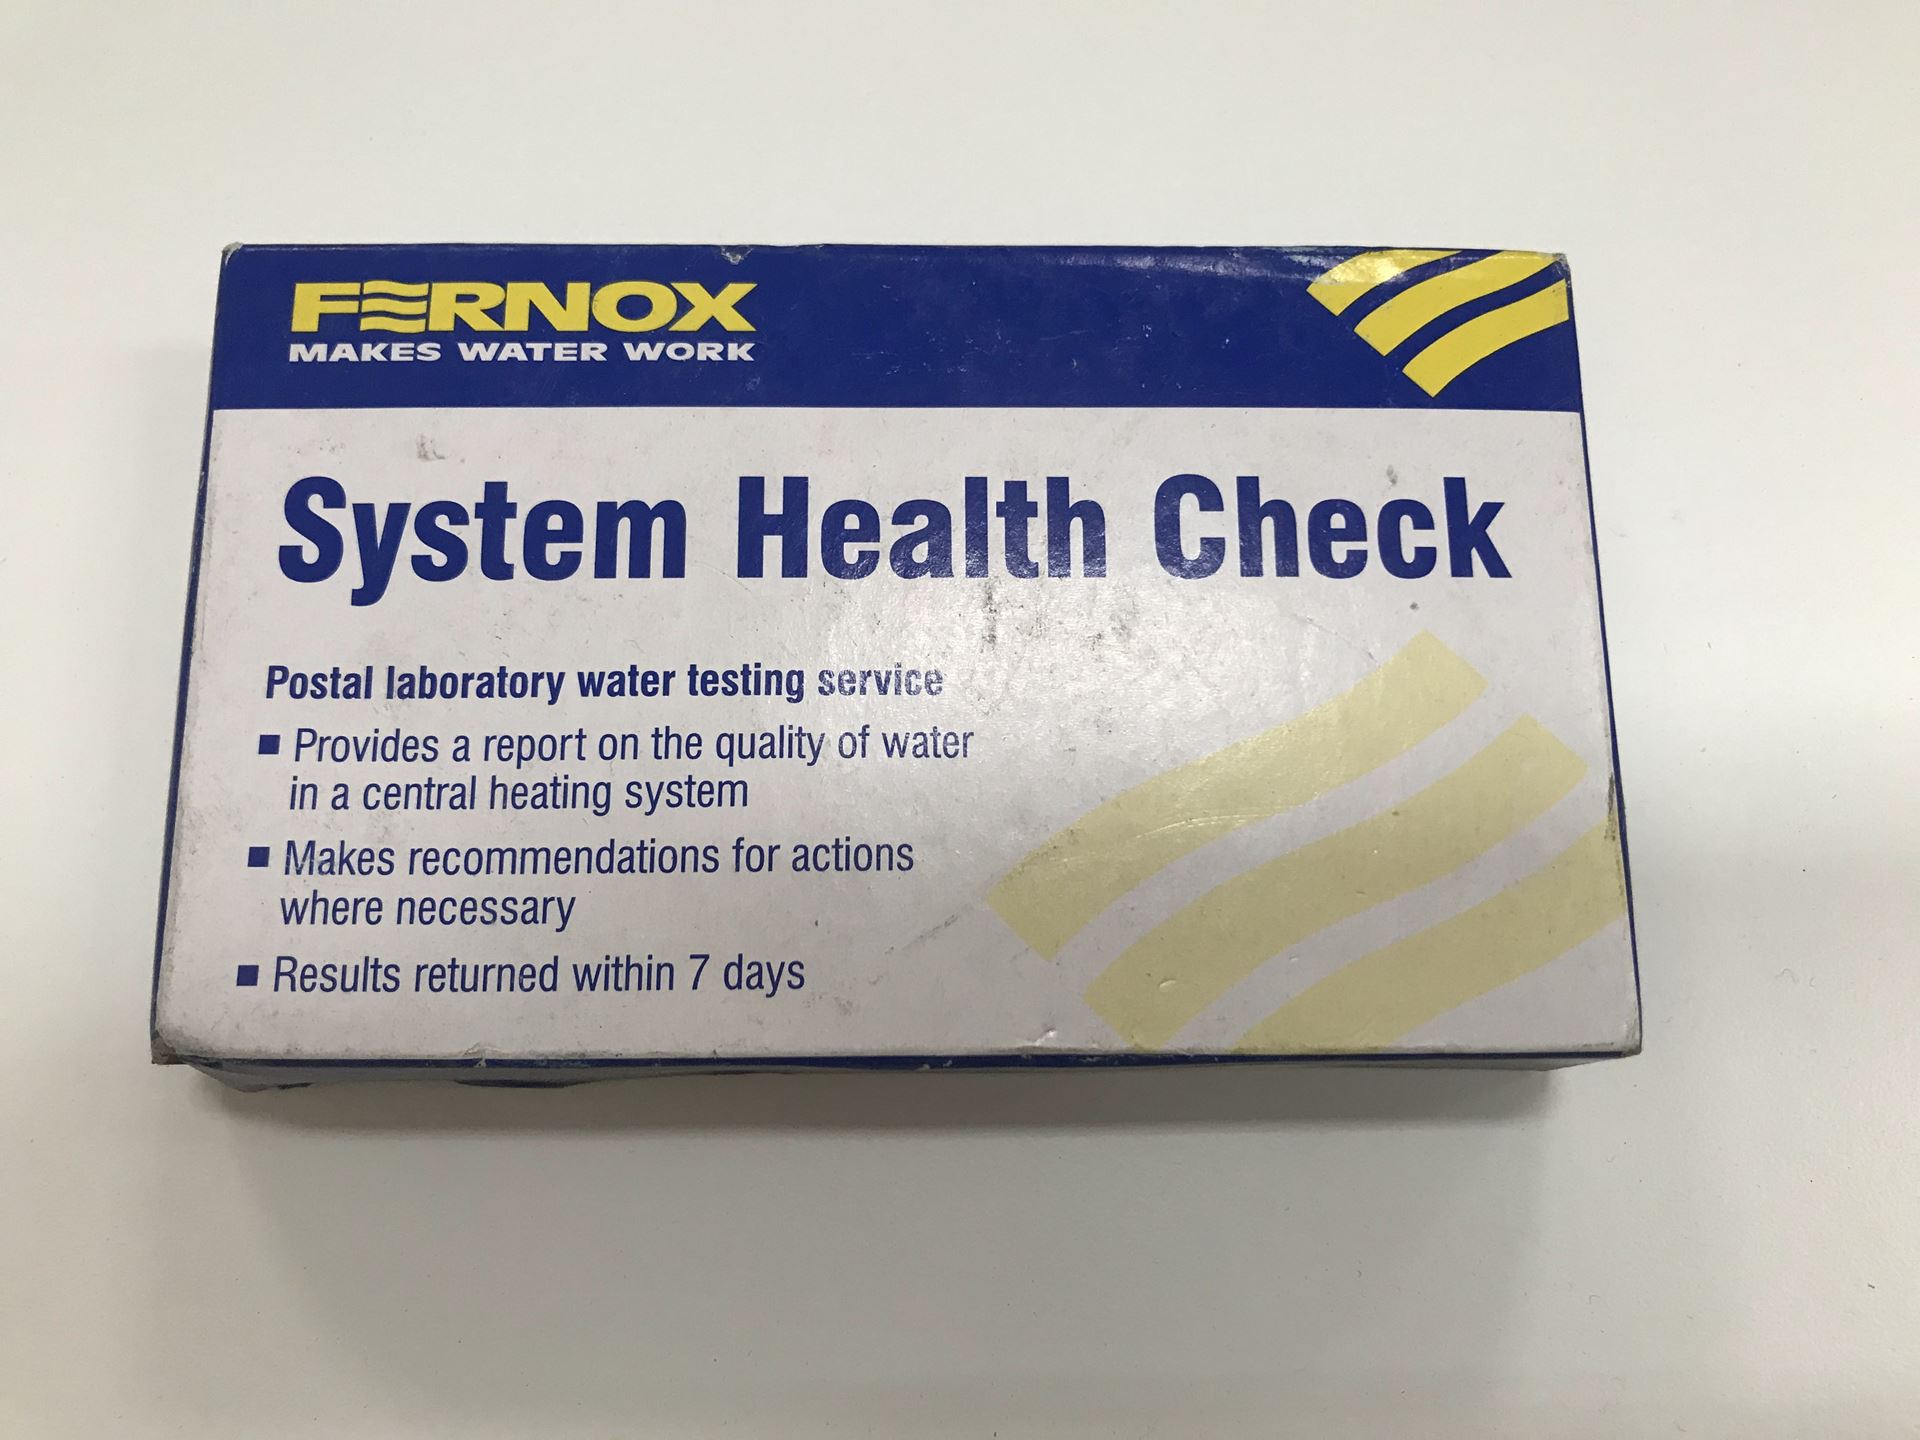 FERNOX
MAKES WATER WORK
System Health Check
Postal laboratory water testing service
■ Provides a report on the quality of water
in a central heating system
■ Makes recommendations for actions
where necessary
■ Results returned within 7 days